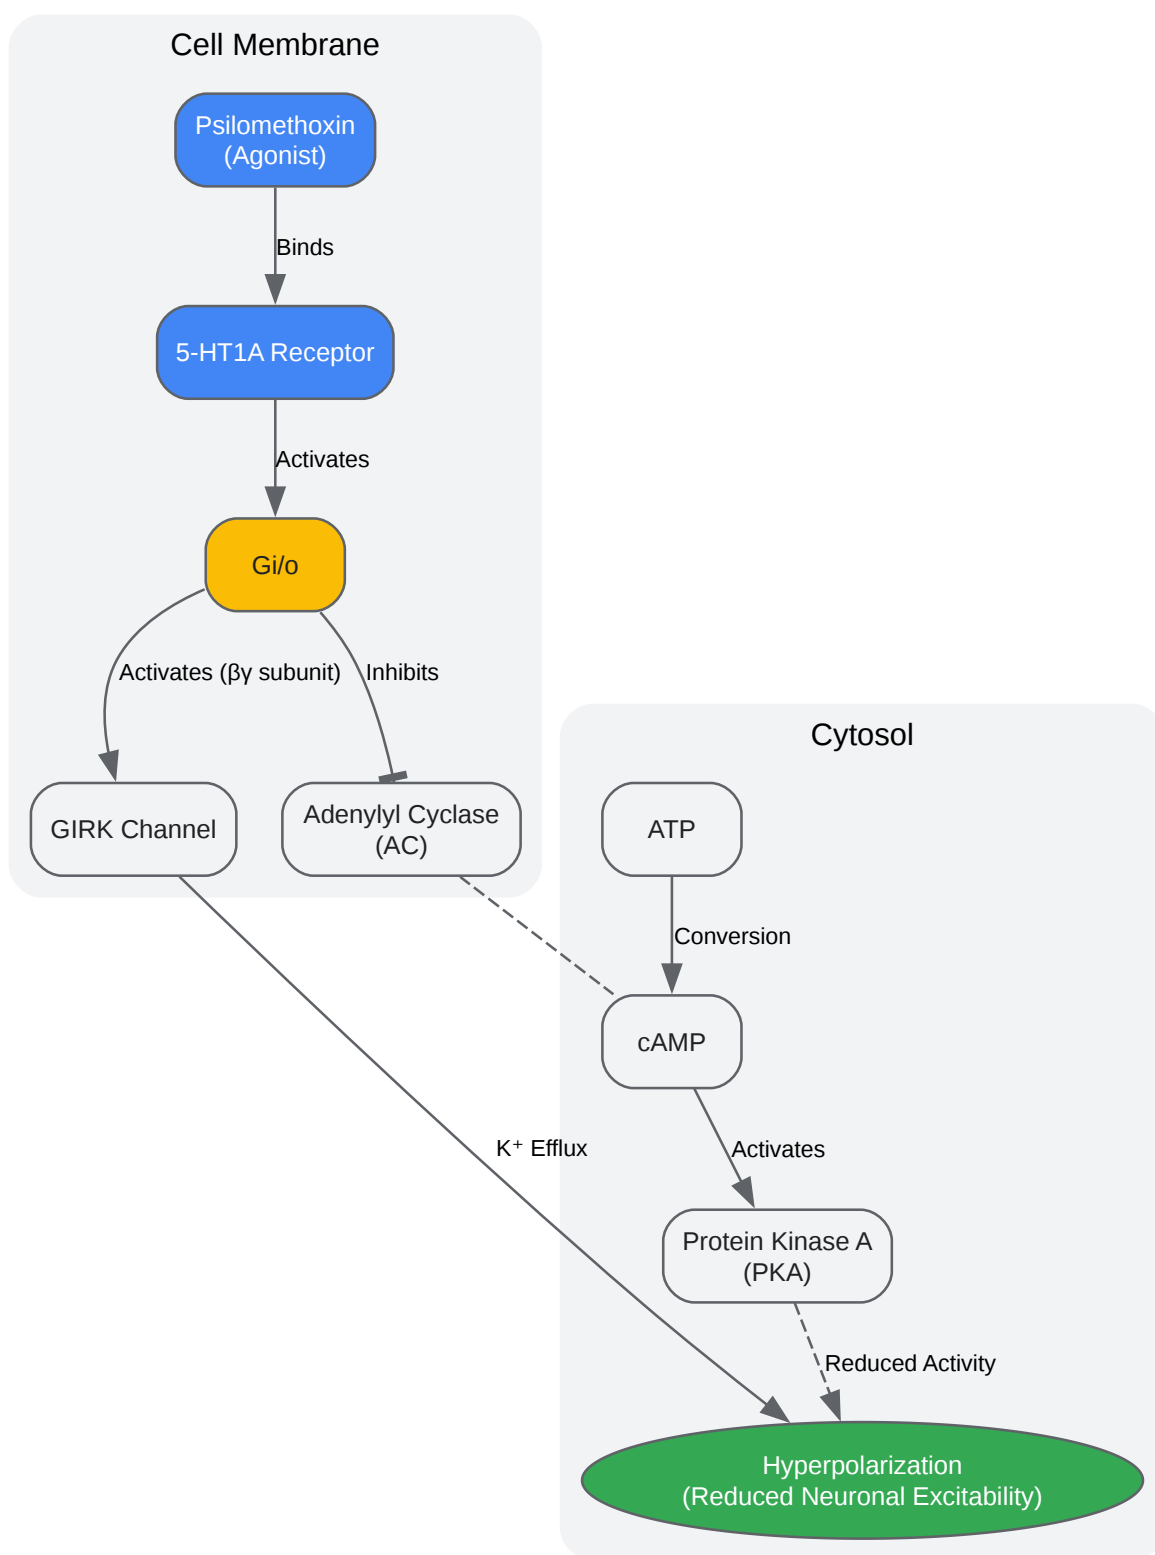 Cell Membrane
Psilomethoxin
(Agonist)
Binds
5-HT1A Receptor
Activates
Gi/o
Activates (βγ subunit)
Inhibits
GIRK Channel
Adenylyl Cyclase
(AC)
Cytosol
ATP
Conversion
cAMP
K⁺ Efflux
Activates
Protein Kinase A
(PKA)
Reduced Activity
Hyperpolarization
(Reduced Neuronal Excitability)